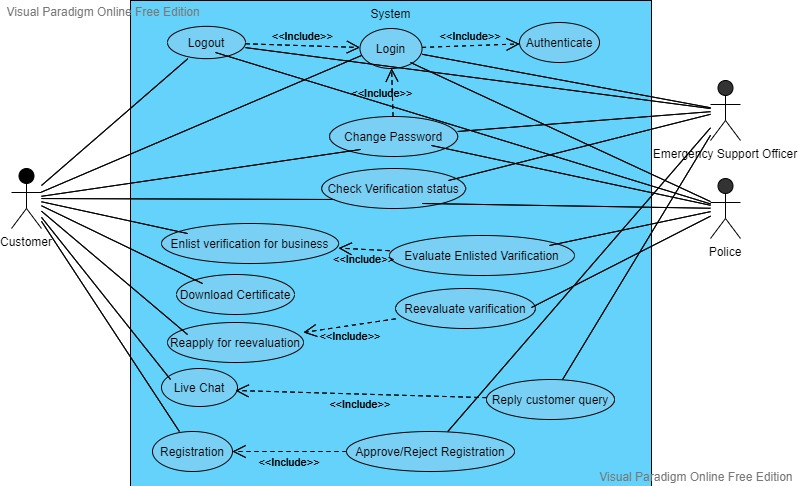 Visual Paradigm Online Free Edition
System
Logout
<<Include>>
Login
<<Include>>
Authenticate
<<Include>>
Change Password
Emergency Support Officer
Check Verification status
Customer
Enlist verification for business
Police
<<Include>>
Evaluate Enlisted Varification
Download Certificate
Reevaluate varification
Reapply for reevaluation
<<Include>>
Live Chat
<<Include>>
Reply customer query
Registration
<<Include>>
Approve/Reject Registration
Visual Paradigm Online Free Edition